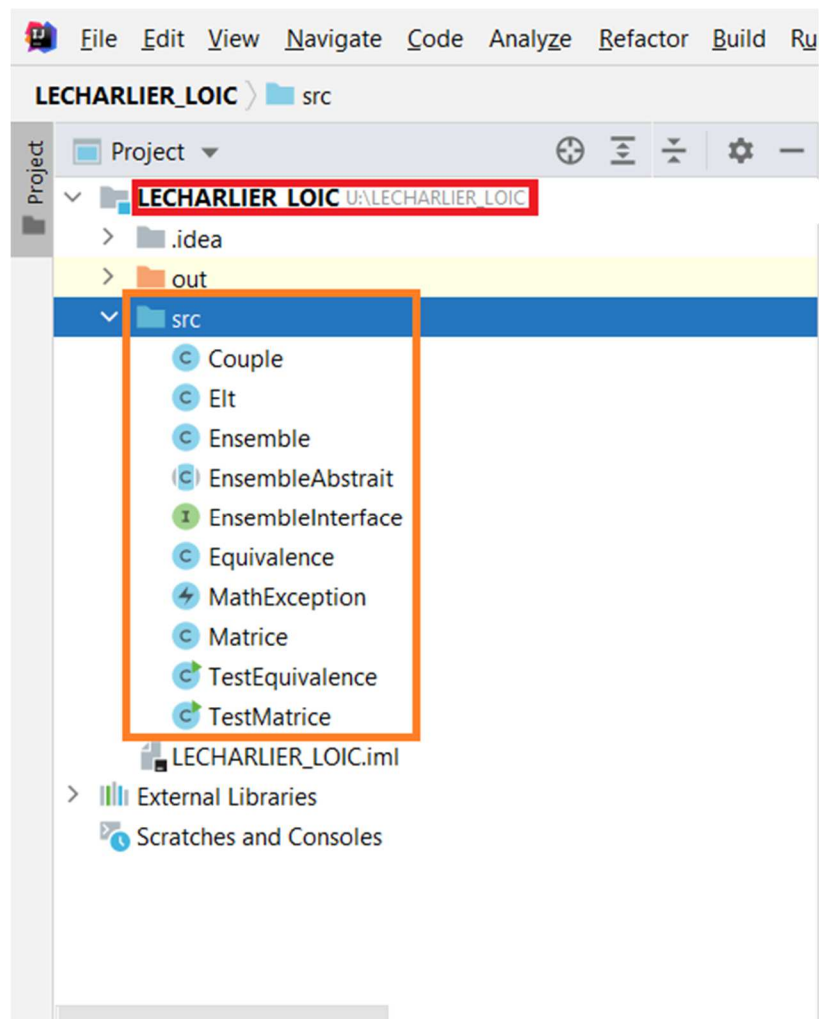 File Edit View Navigate Code Analyze Refactor Build Ru
LECHARLIER_LOIC src
Project
Project
LECHARLIER_LOIC U:\LECHARLIER_LOIC
.idea
out
src
C Couple
C Elt
C Ensemble
C EnsembleAbstrait
I EnsembleInterface
C Equivalence
MathException
C Matrice
C TestEquivalence
C TestMatrice
LECHARLIER_LOIC.iml
External Libraries
Scratches and Consoles